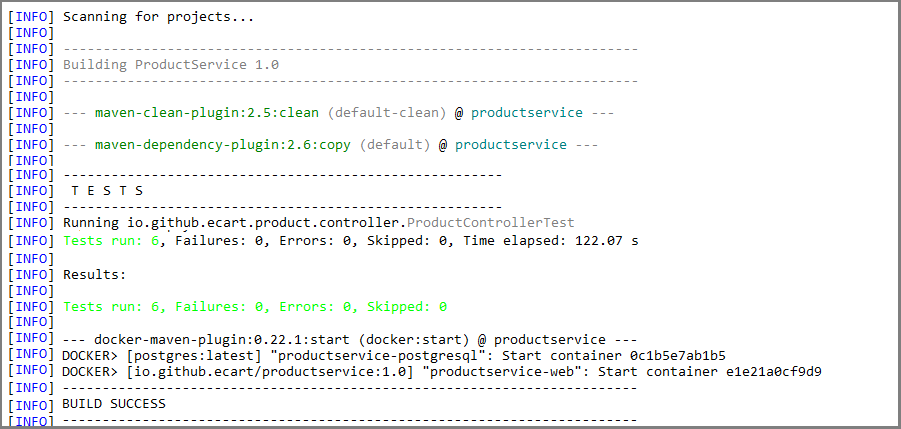 [INFO] Scanning for projects...
[INFO]
[INFO] ------------------------------------------------------------------------
[INFO] Building ProductService 1.0
[INFO] ------------------------------------------------------------------------
[INFO]
[INFO] --- maven-clean-plugin:2.5:clean (default-clean) @ productservice ---
[INFO]
[INFO] --- maven-dependency-plugin:2.6:copy (default) @ productservice ---
[INFO]
[INFO] -------------------------------------------------------
[INFO] T E S T S
[INFO] -------------------------------------------------------
[INFO] Running io.github.ecart.product.controller.ProductControllerTest
[INFO] Tests run: 6, Failures: 0, Errors: 0, Skipped: 0, Time elapsed: 122.07 s
[INFO]
[INFO] Results:
[INFO]
[INFO] Tests run: 6, Failures: 0, Errors: 0, Skipped: 0
[INFO]
[INFO] --- docker-maven-plugin:0.22.1:start (docker:start) @ productservice ---
[INFO] DOCKER> [postgres:latest] "productservice-postgresql": Start container 0c1b5e7ab1b5
[INFO] DOCKER> [io.github.ecart/productservice:1.0] "productservice-web": Start container e1e21a0cf9d9
[INFO] ------------------------------------------------------------------------
[INFO] BUILD SUCCESS
[INFO] ------------------------------------------------------------------------